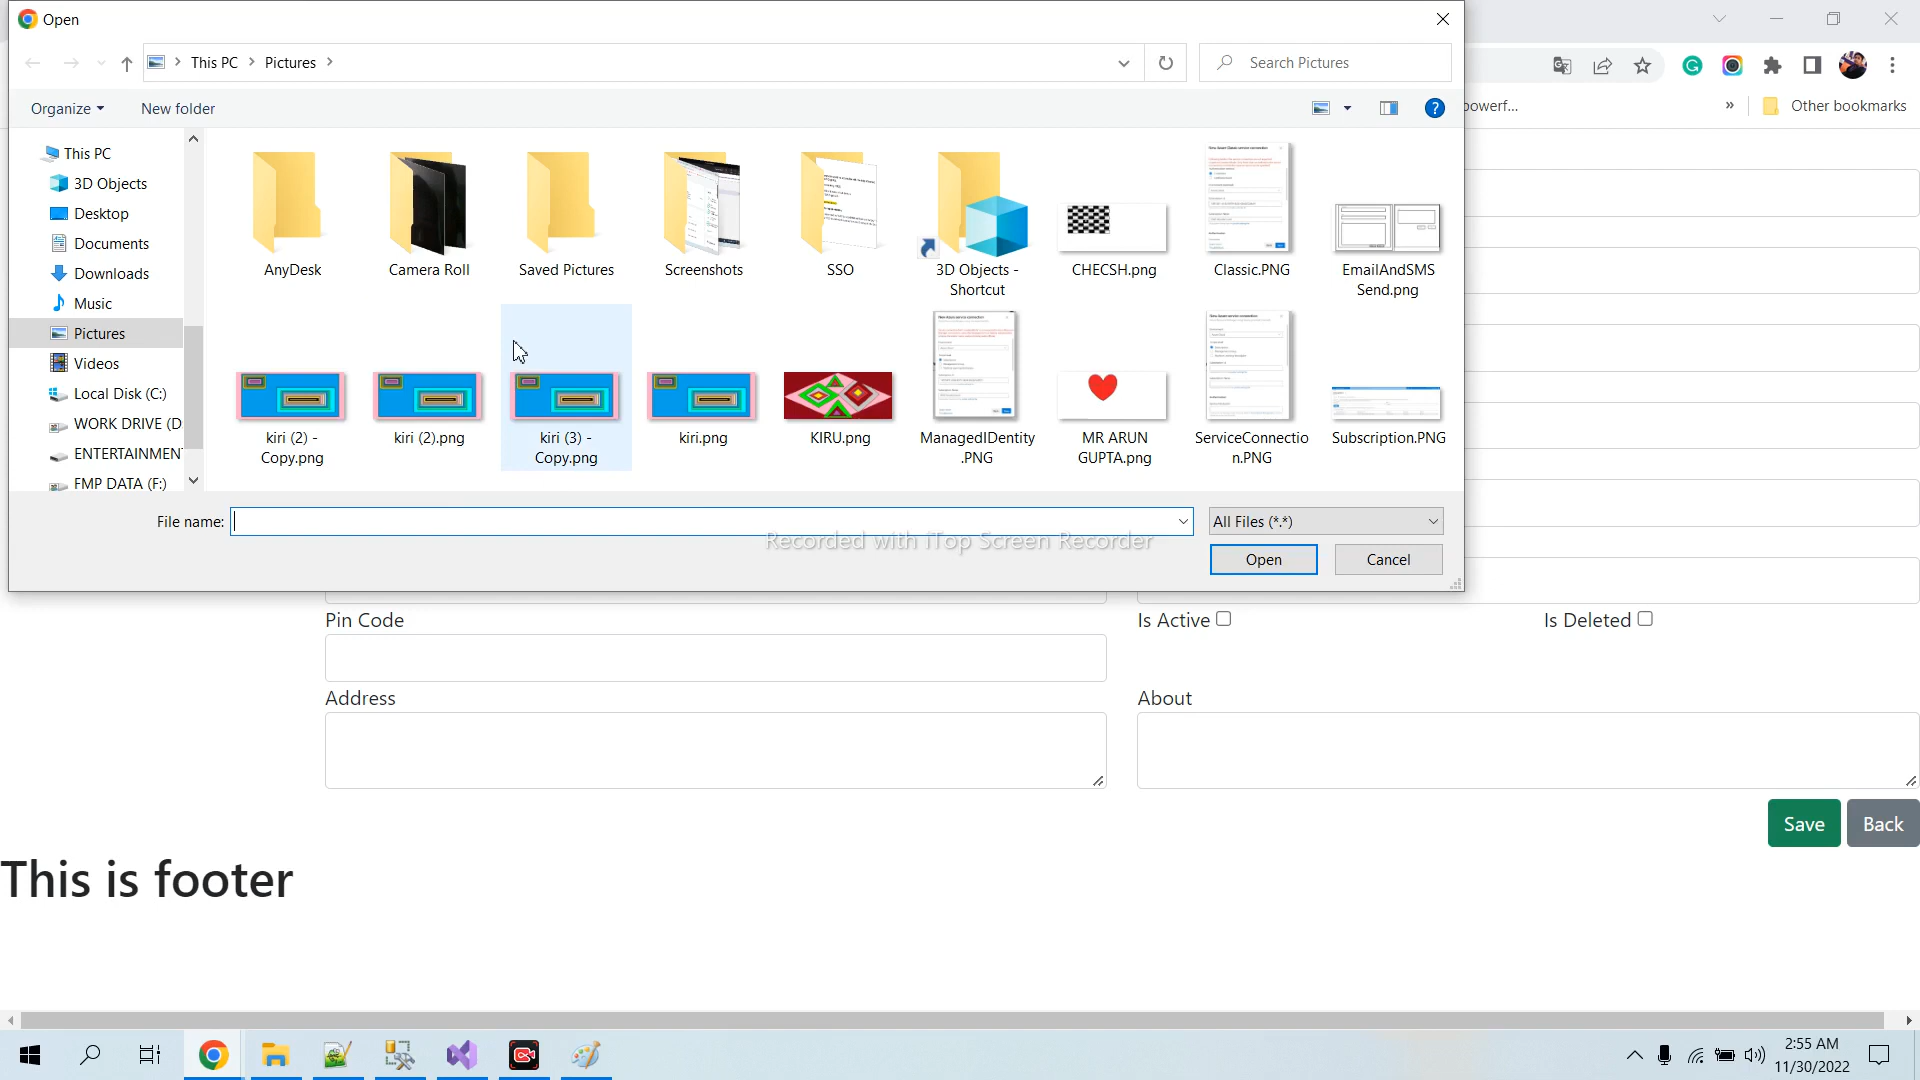 Open
This PC
Pictures
Search Pictures
Organize
New folder
powerf...
»
Other bookmarks
This PC
3D Objects
Desktop
Documents
Downloads
Music
Pictures
Videos
Local Disk (C:)
WORK DRIVE (D:
ENTERTAINMENT
FMP DATA (F:)
AnyDesk
Camera Roll
Saved Pictures
Screenshots
SSO
3D Objects -
Shortcut
CHECSH.png
Classic.PNG
EmailAndSMS
Send.png
kiri (2) -
Copy.png
kiri (2).png
kiri (3) -
Copy.png
kiri.png
KIRU.png
ManagedIDentity
.PNG
MR ARUN
GUPTA.png
ServiceConnectio
n.PNG
Subscription.PNG
File name:
All Files (*.*)
Recorded with iTop Screen Recorder
Open
Cancel
Pin Code
Is Active
Is Deleted
Address
About
Save
Back
This is footer
2:55 AM
11/30/2022